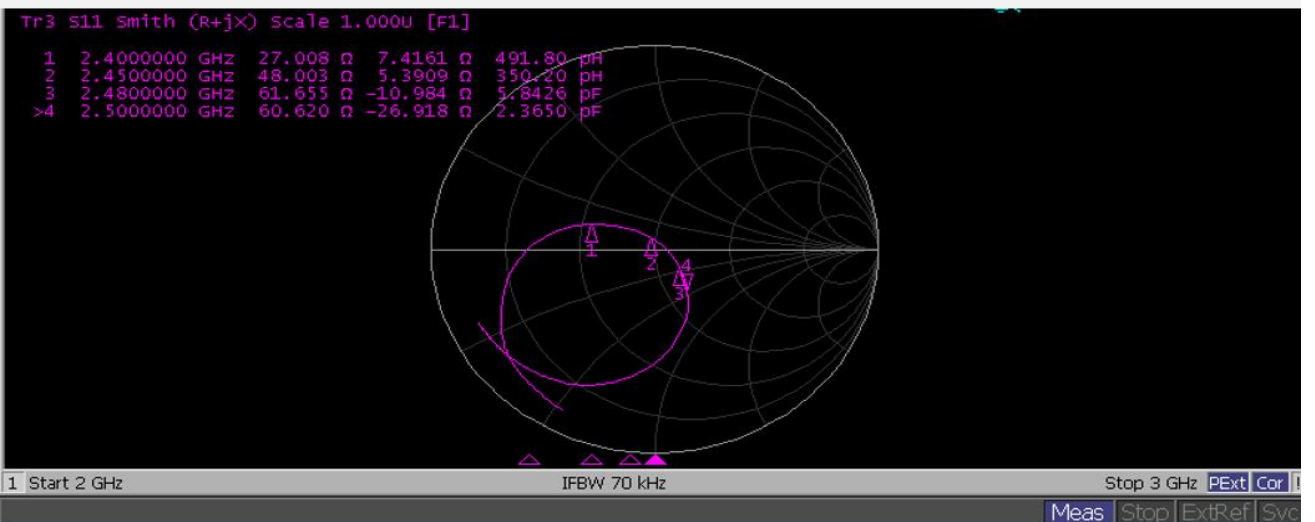 Tr3 S11 Smith (R+jX) Scale 1.000U [F1]
1 2.4000000 GHz 27.008 Ω 7.4161 Ω 491.80 pH
2 2.4500000 GHz 48.003 Ω 5.3909 Ω 350.20 pH
3 2.4800000 GHz 61.655 Ω -10.984 Ω 5.8426 pF
>4 2.5000000 GHz 60.620 Ω -26.918 Ω 2.3650 pF
1
2
4
3
1 Start 2 GHz IFBW 70 kHz Stop 3 GHz PExt Cor !
Meas Stop ExtRef Svc